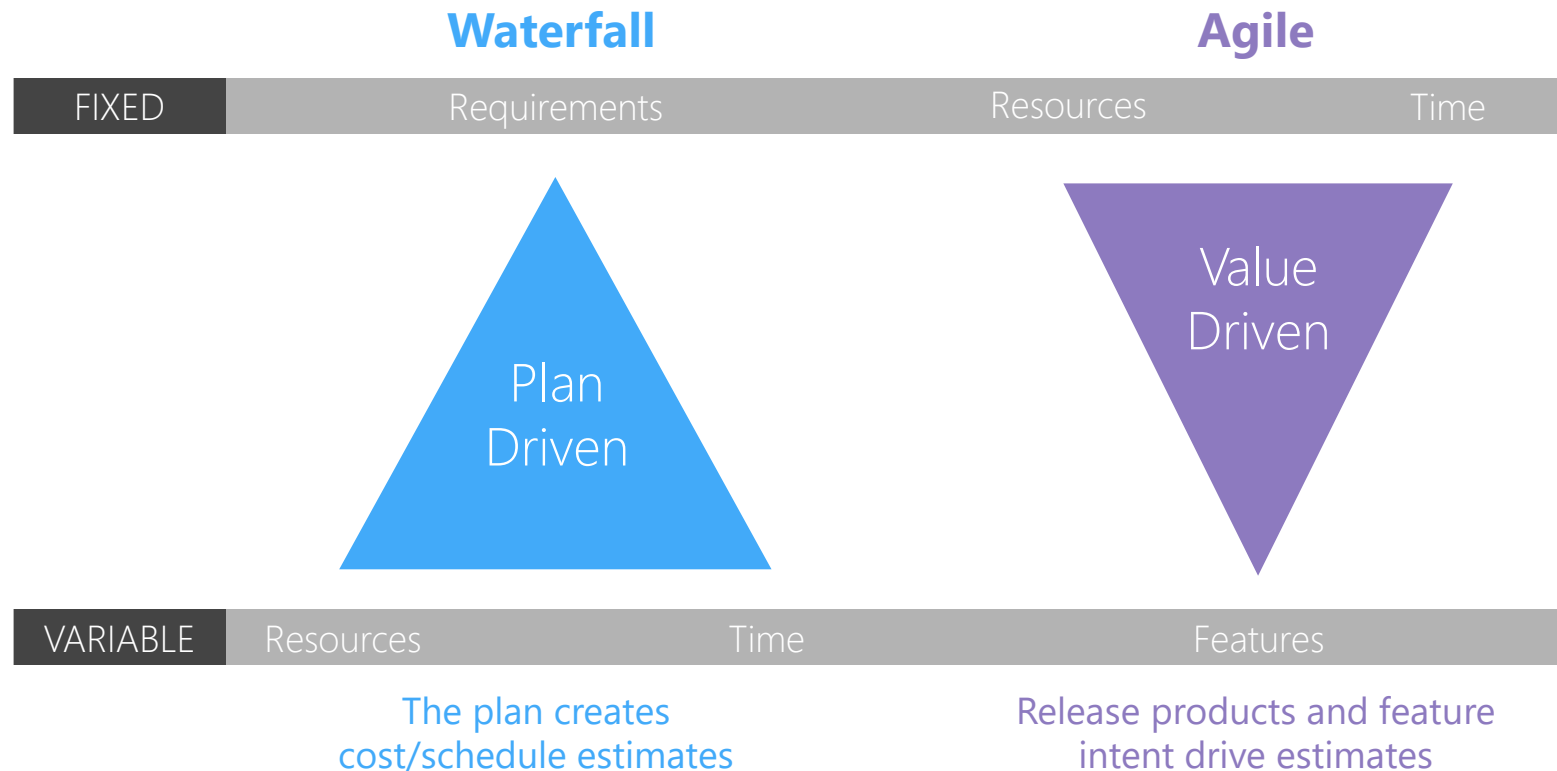 Waterfall Agile
FIXED Requirements Resources Time
Plan
Driven
Value
Driven
VARIABLE Resources Time Features
The plan creates
cost/schedule estimates
Release products and feature
intent drive estimates